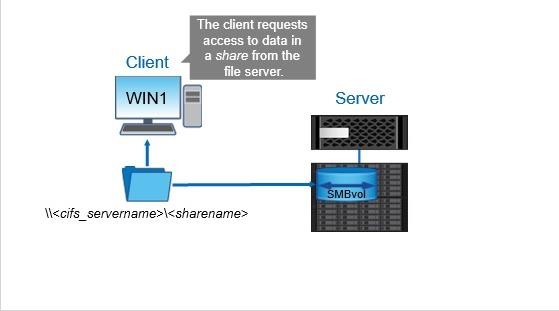 The client requests
access to data in
a share from the
file server.
Client
WIN1
Server
SMBvol
\\<cifs_servername>\<sharename>